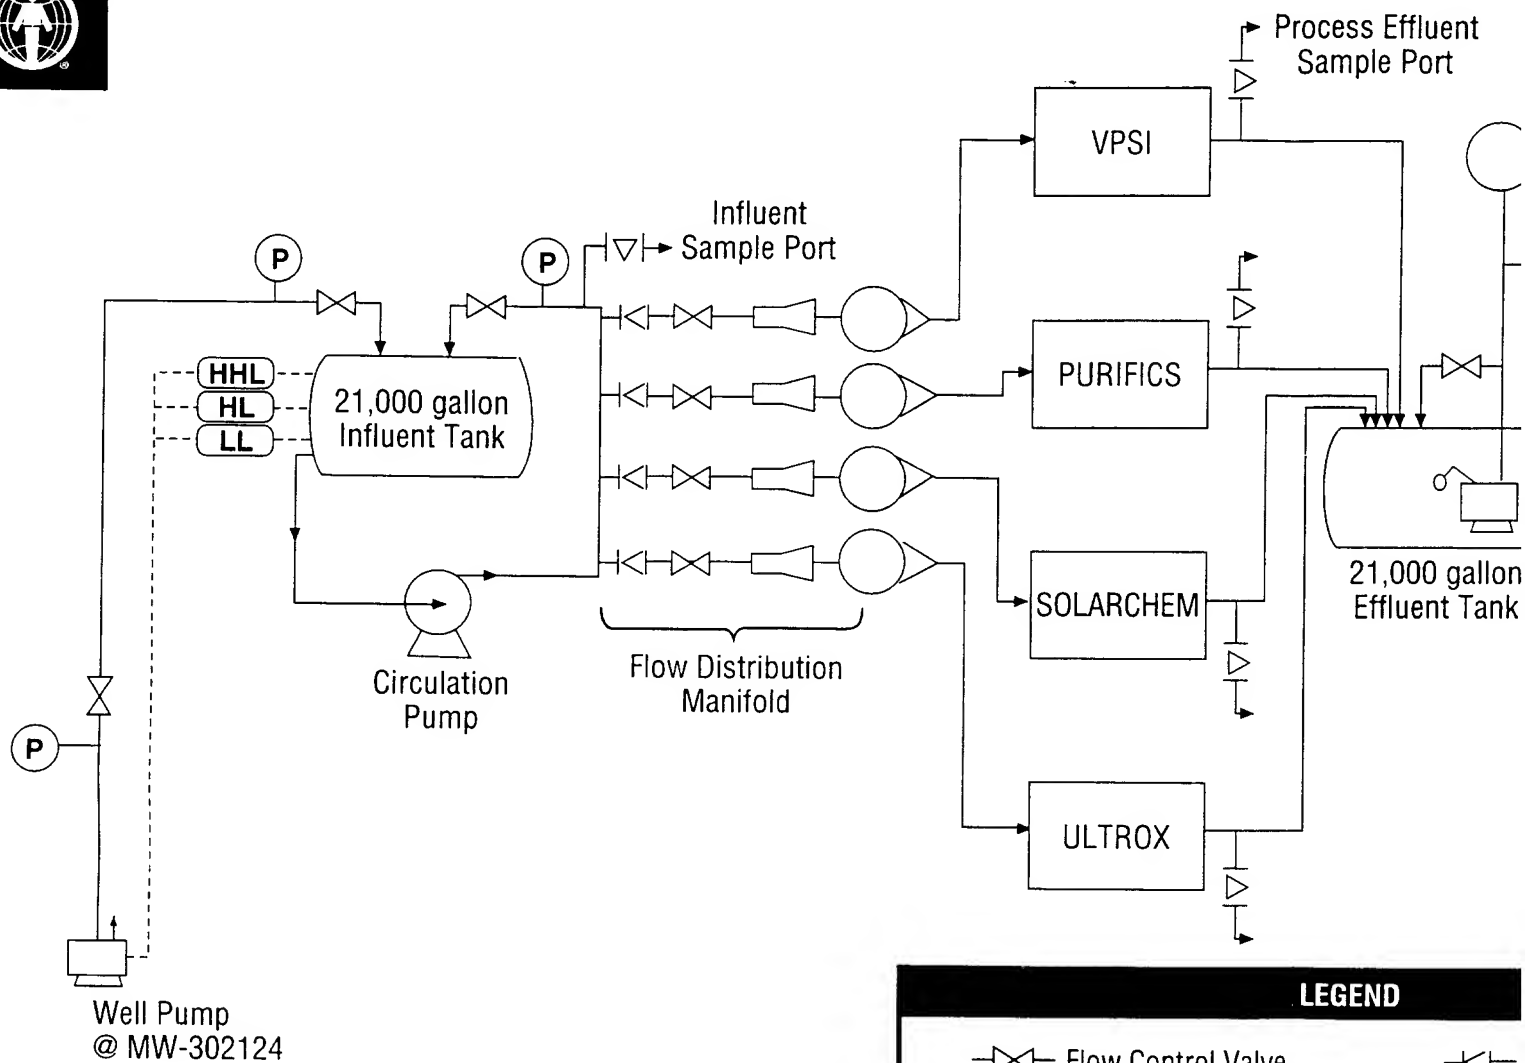 Process Effluent
Sample Port
VPSI
Influent
Sample Port
P
P
PURIFICS
HHL
HL
LL
21,000 gallon
Influent Tank
21,000 gallon
Effluent Tank
SOLARCHEM
Circulation
Pump
Flow Distribution
Manifold
P
ULTROX
LEGEND
Well Pump
@ MW-302124
Flow Control Valve